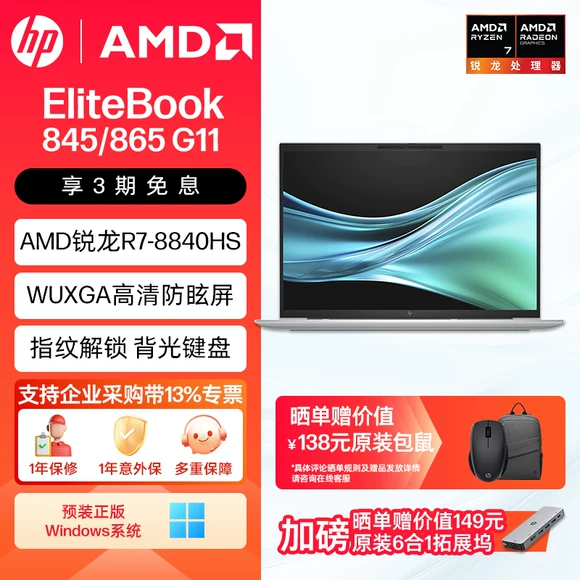 hp AMD
AMD
RYZEN
7
AMD
RADEON
GRAPHICS
锐龙处理器
EliteBook
845/865 G11
享3期免息
AMD锐龙R7-8840HS
WUXGA高清防眩屏
指纹解锁 背光键盘
支持企业采购带13%专票
1年保修 1年意外保 多重保障
预装正版
Windows系统
晒单赠价值
¥138元原装包鼠
*具体评论晒单规则及赠品发放详情
请咨询在线客服
加磅
晒单赠价值149元
原装6合1拓展坞